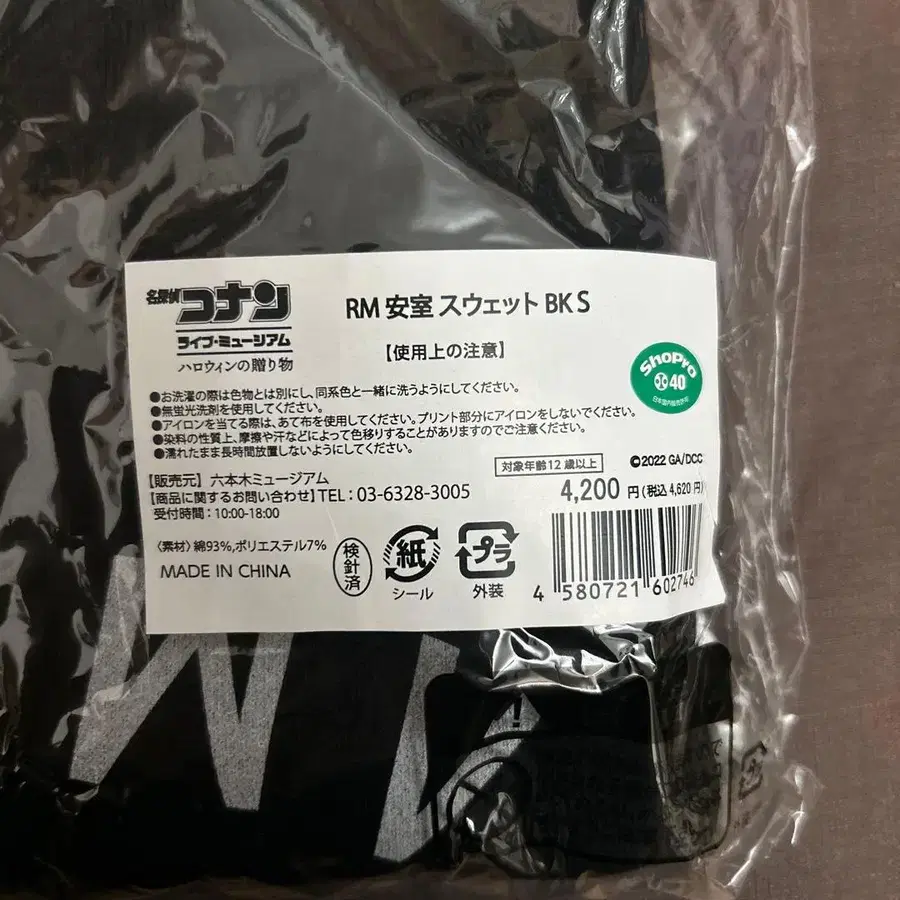 名探偵
コナン
ライブ・ミュージアム
ハロウィンの贈り物
RM 安室 スウェット BK S
【使用上の注意】
ShoPro
40
●お洗濯の際は色物とは別にし、同系色と一緒に洗うようにしてください。
●無蛍光洗剤を使用してください。
●アイロンを当てる際は、あて布を使用してください。プリント部分にアイロンをしないでください。
●染料の性質上、摩擦や汗などによって色移りすることがありますのでご注意ください。
●濡れたまま長時間放置しないようにしてください。
対象年齢12歳以上
©2022 GA/DCC
【販売元】六本木ミュージアム
【商品に関するお問い合わせ】TEL：03-6328-3005
受付時間：10:00-18:00
4,200 円(税込4,620円)
〈素材〉綿93%,ポリエステル7%
MADE IN CHINA
検針済
紙
シール
プラ
外装
4 580721 602746